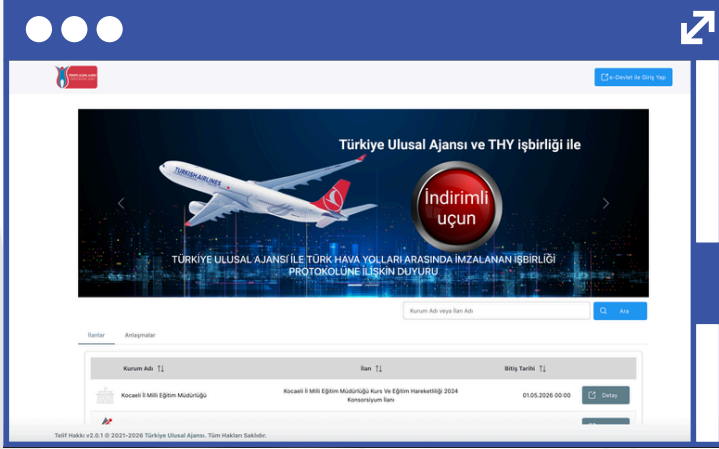 TÜRKİYE ULUSAL AJANSI
e-Devlet ile Giriş Yap
Türkiye Ulusal Ajansı ve THY işbirliği ile
TURKISH AIRLINES
İndirimli
uçun
TÜRKİYE ULUSAL AJANSI İLE TÜRK HAVA YOLLARI ARASINDA İMZALANAN İŞBİRLİĞİ
PROTOKOLÜNE İLİŞKİN DUYURU
Kurum Adı veya İlan Adı
Ara
İlanlar
Anlaşmalar
Kurum Adı
İlan
Bitiş Tarihi
Kocaeli İl Milli Eğitim Müdürlüğü
Kocaeli İl Milli Eğitim Müdürlüğü Kurs Ve Eğitim Hareketliliği 2024
Konsorsiyum İlanı
01.05.2026 00:00
Detay
Telif Hakkı v2.0.1 © 2021-2026 Türkiye Ulusal Ajansı. Tüm Hakları Saklıdır.